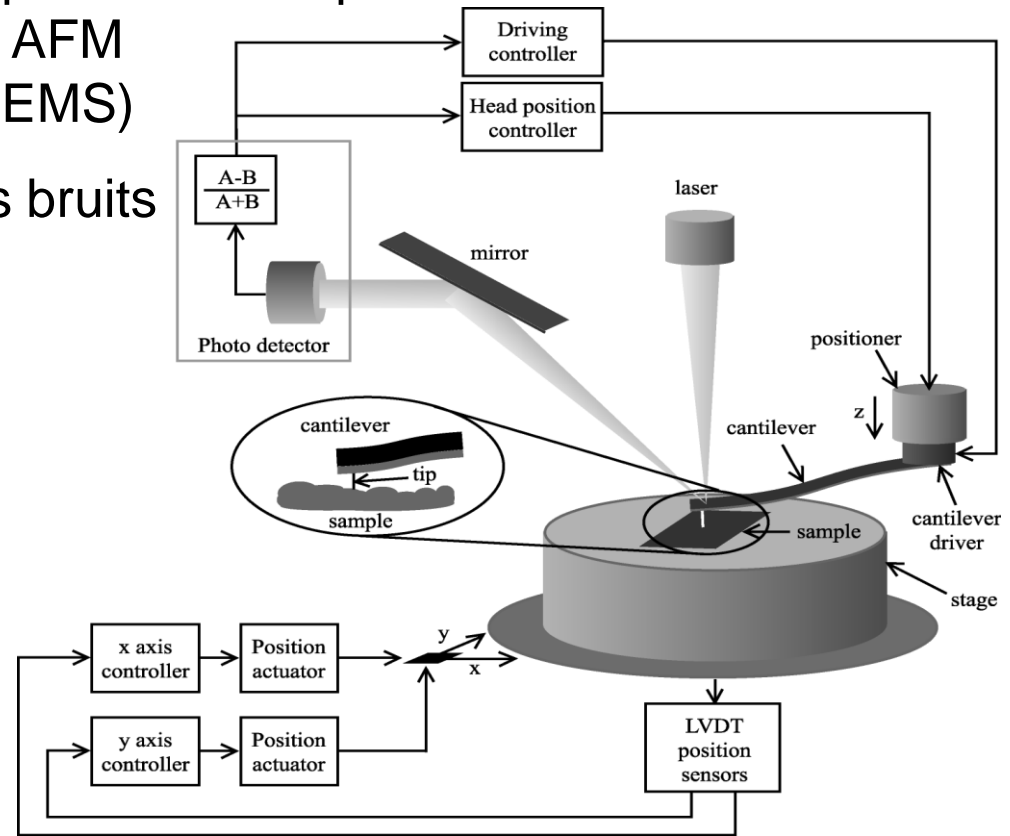 AFM
EMS)
s bruits
Driving
controller
Head position
controller
A-B
A+B
Photo detector
mirror
laser
positioner
z
cantilever
cantilever
driver
cantilever
tip
sample
sample
stage
x axis
controller
Position
actuator
y
x
y axis
controller
Position
actuator
LVDT
position
sensors